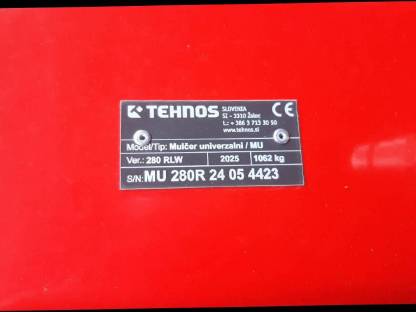 TEHNOS
SLOVENIA
SI - 3310 Žalec
t.: + 386 3 713 30 50
www.tehnos.si
CE
Model/Tip: Mulčer univerzalni / MU
Ver.: 280 RLW 2025 1062 kg
S/N: MU 280R 24 05 4423